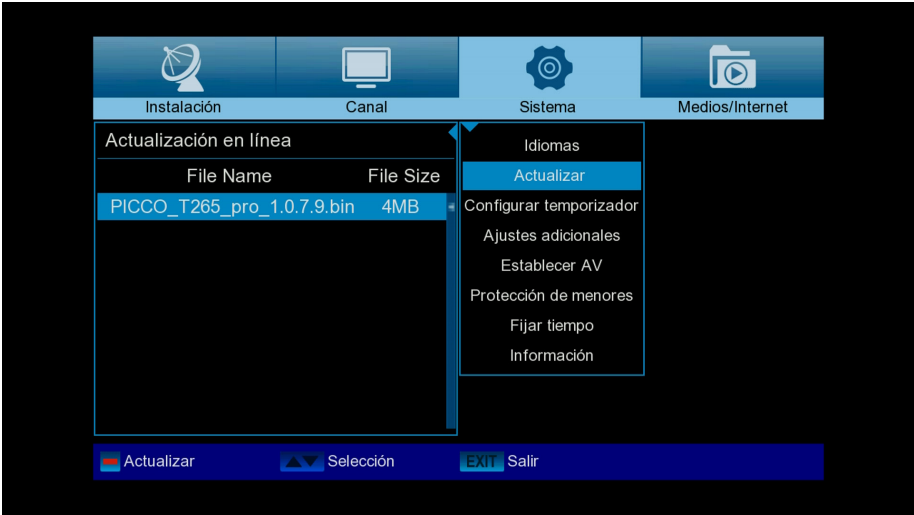 Instalación
Canal
Sistema
Medios/Internet
Actualización en línea
File Name File Size
PICCO_T265_pro_1.0.7.9.bin 4MB
Idiomas
Actualizar
Configurar temporizador
Ajustes adicionales
Establecer AV
Protección de menores
Fijar tiempo
Información
Actualizar
Selección
EXIT Salir